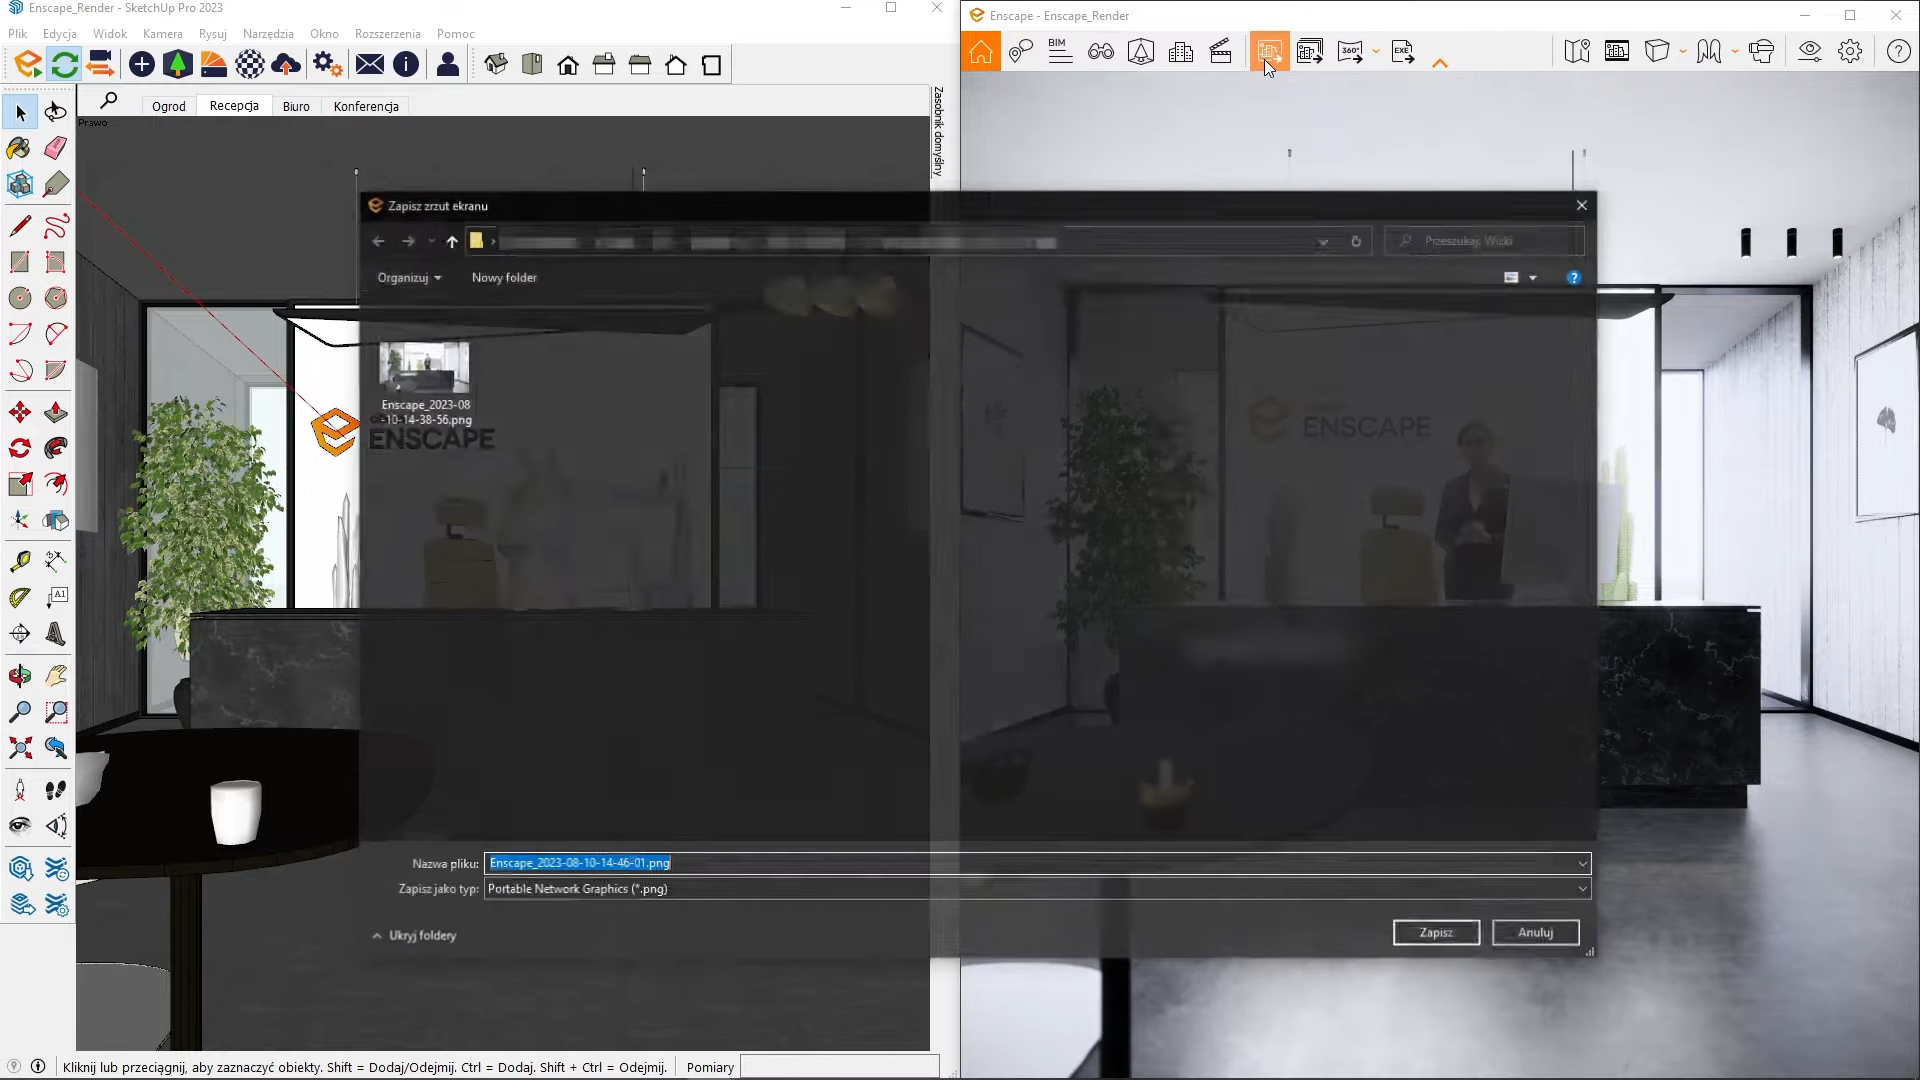 Enscape_Render - SketchUp Pro 2023
Plik Edycja Widok Kamera Rysuj Narzędzia Okno Rozszerzenia Pomoc
Ogrod Recepcja Biuro Konferencja
Prawo
Zasobnik domyślny
A1
ENSCAPE
Enscape - Enscape_Render
BIM
360°
EXE
ENSCAPE
Zapisz zrzut ekranu
Przeszukaj: Wizki
Organizuj Nowy folder
Enscape_2023-08
-10-14-38-56.png
Nazwa pliku: Enscape_2023-08-10-14-46-01.png
Zapisz jako typ: Portable Network Graphics (*.png)
Ukryj foldery
Zapisz Anuluj
Kliknij lub przeciągnij, aby zaznaczyć obiekty. Shift = Dodaj/Odejmij. Ctrl = Dodaj. Shift + Ctrl = Odejmij. Pomiary